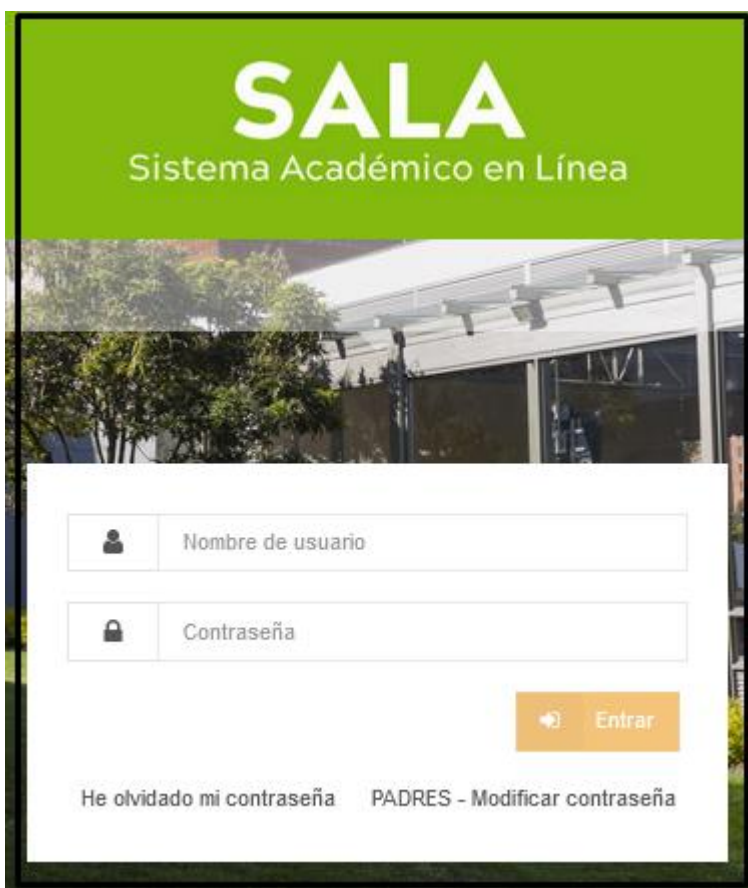 SALA
Sistema Académico en Línea
Nombre de usuario
Contraseña
Entrar
He olvidado mi contraseña PADRES - Modificar contraseña